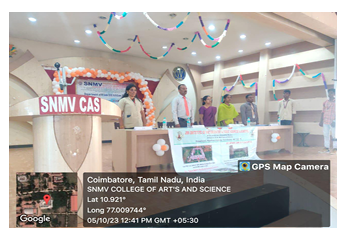 SNMV
SNMV CAS
GPS Map Camera
Google
Coimbatore, Tamil Nadu, India
SNMV COLLEGE OF ART'S AND SCIENCE
Lat 10.921°
Long 77.009744°
05/10/23 12:41 PM GMT +05:30